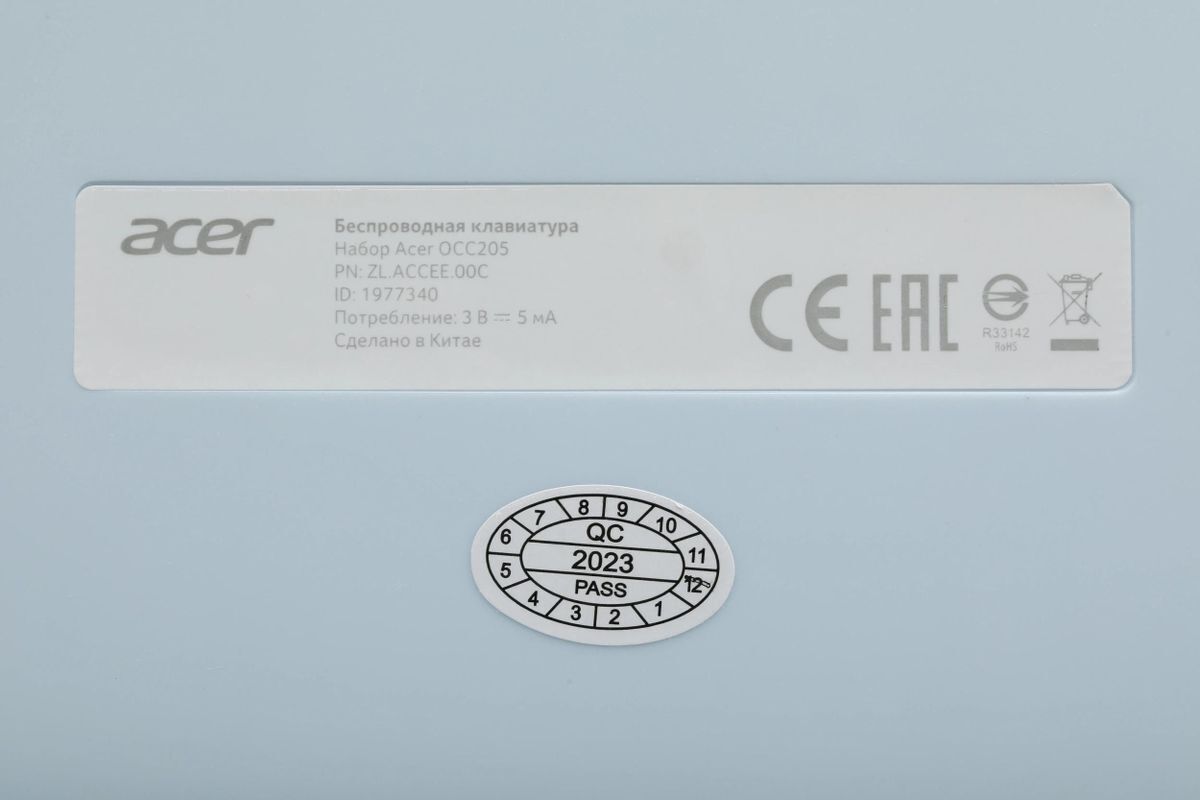 acer
Беспроводная клавиатура
Набор Acer OCC205
PN: ZL.ACCEE.00C
ID: 1977340
Потребление: 3 В ⎓ 5 мА
Сделано в Китае
CE EAC
R33142
RoHS
6 7 8 9 10 11
QC
2023
PASS
5 4 3 2 1 12